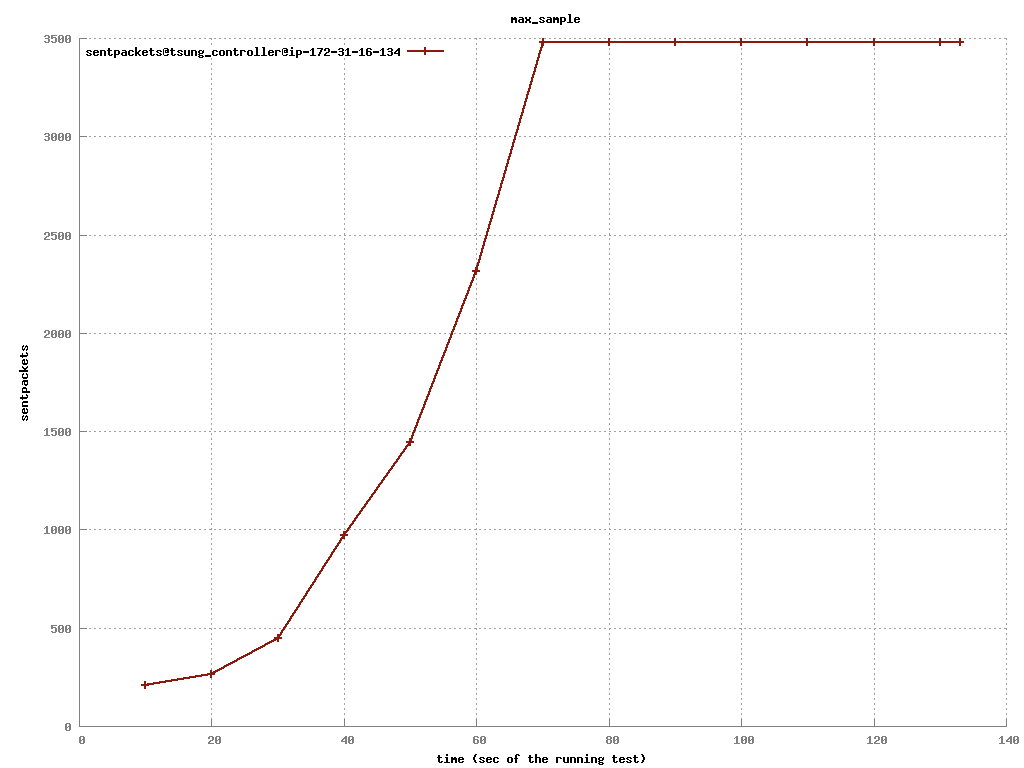 max_sample
sentpackets@tsung_controller@ip-172-31-16-134
3500
3000
2500
2000
1500
1000
500
0
sentpackets
0 20 40 60 80 100 120 140
time (sec of the running test)